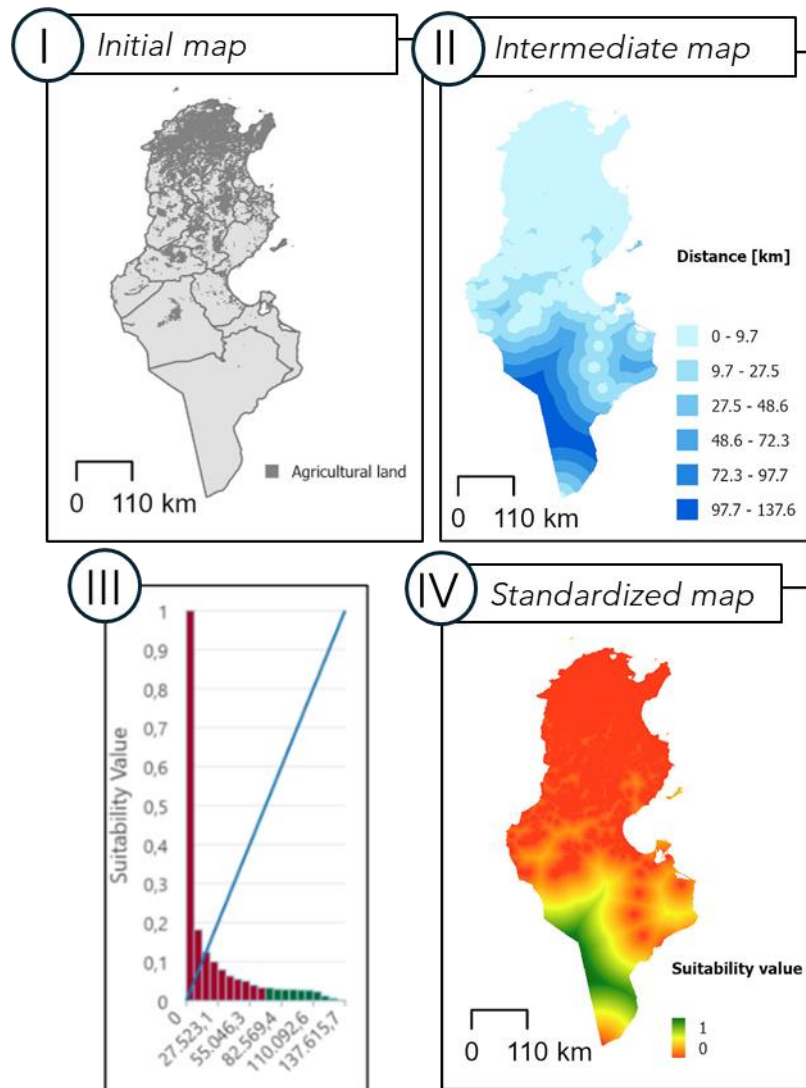 I
Initial map
Agricultural land
0 110 km
II
Intermediate map
Distance [km]
0 - 9.7
9.7 - 27.5
27.5 - 48.6
48.6 - 72.3
72.3 - 97.7
97.7 - 137.6
0 110 km
III
Suitability Value
1
0,9
0,8
0,7
0,6
0,5
0,4
0,3
0,2
0,1
0
0
27.523,1
55.046,3
82.569,4
110.092,6
137.615,7
IV
Standardized map
Suitability value
1
0
0 110 km